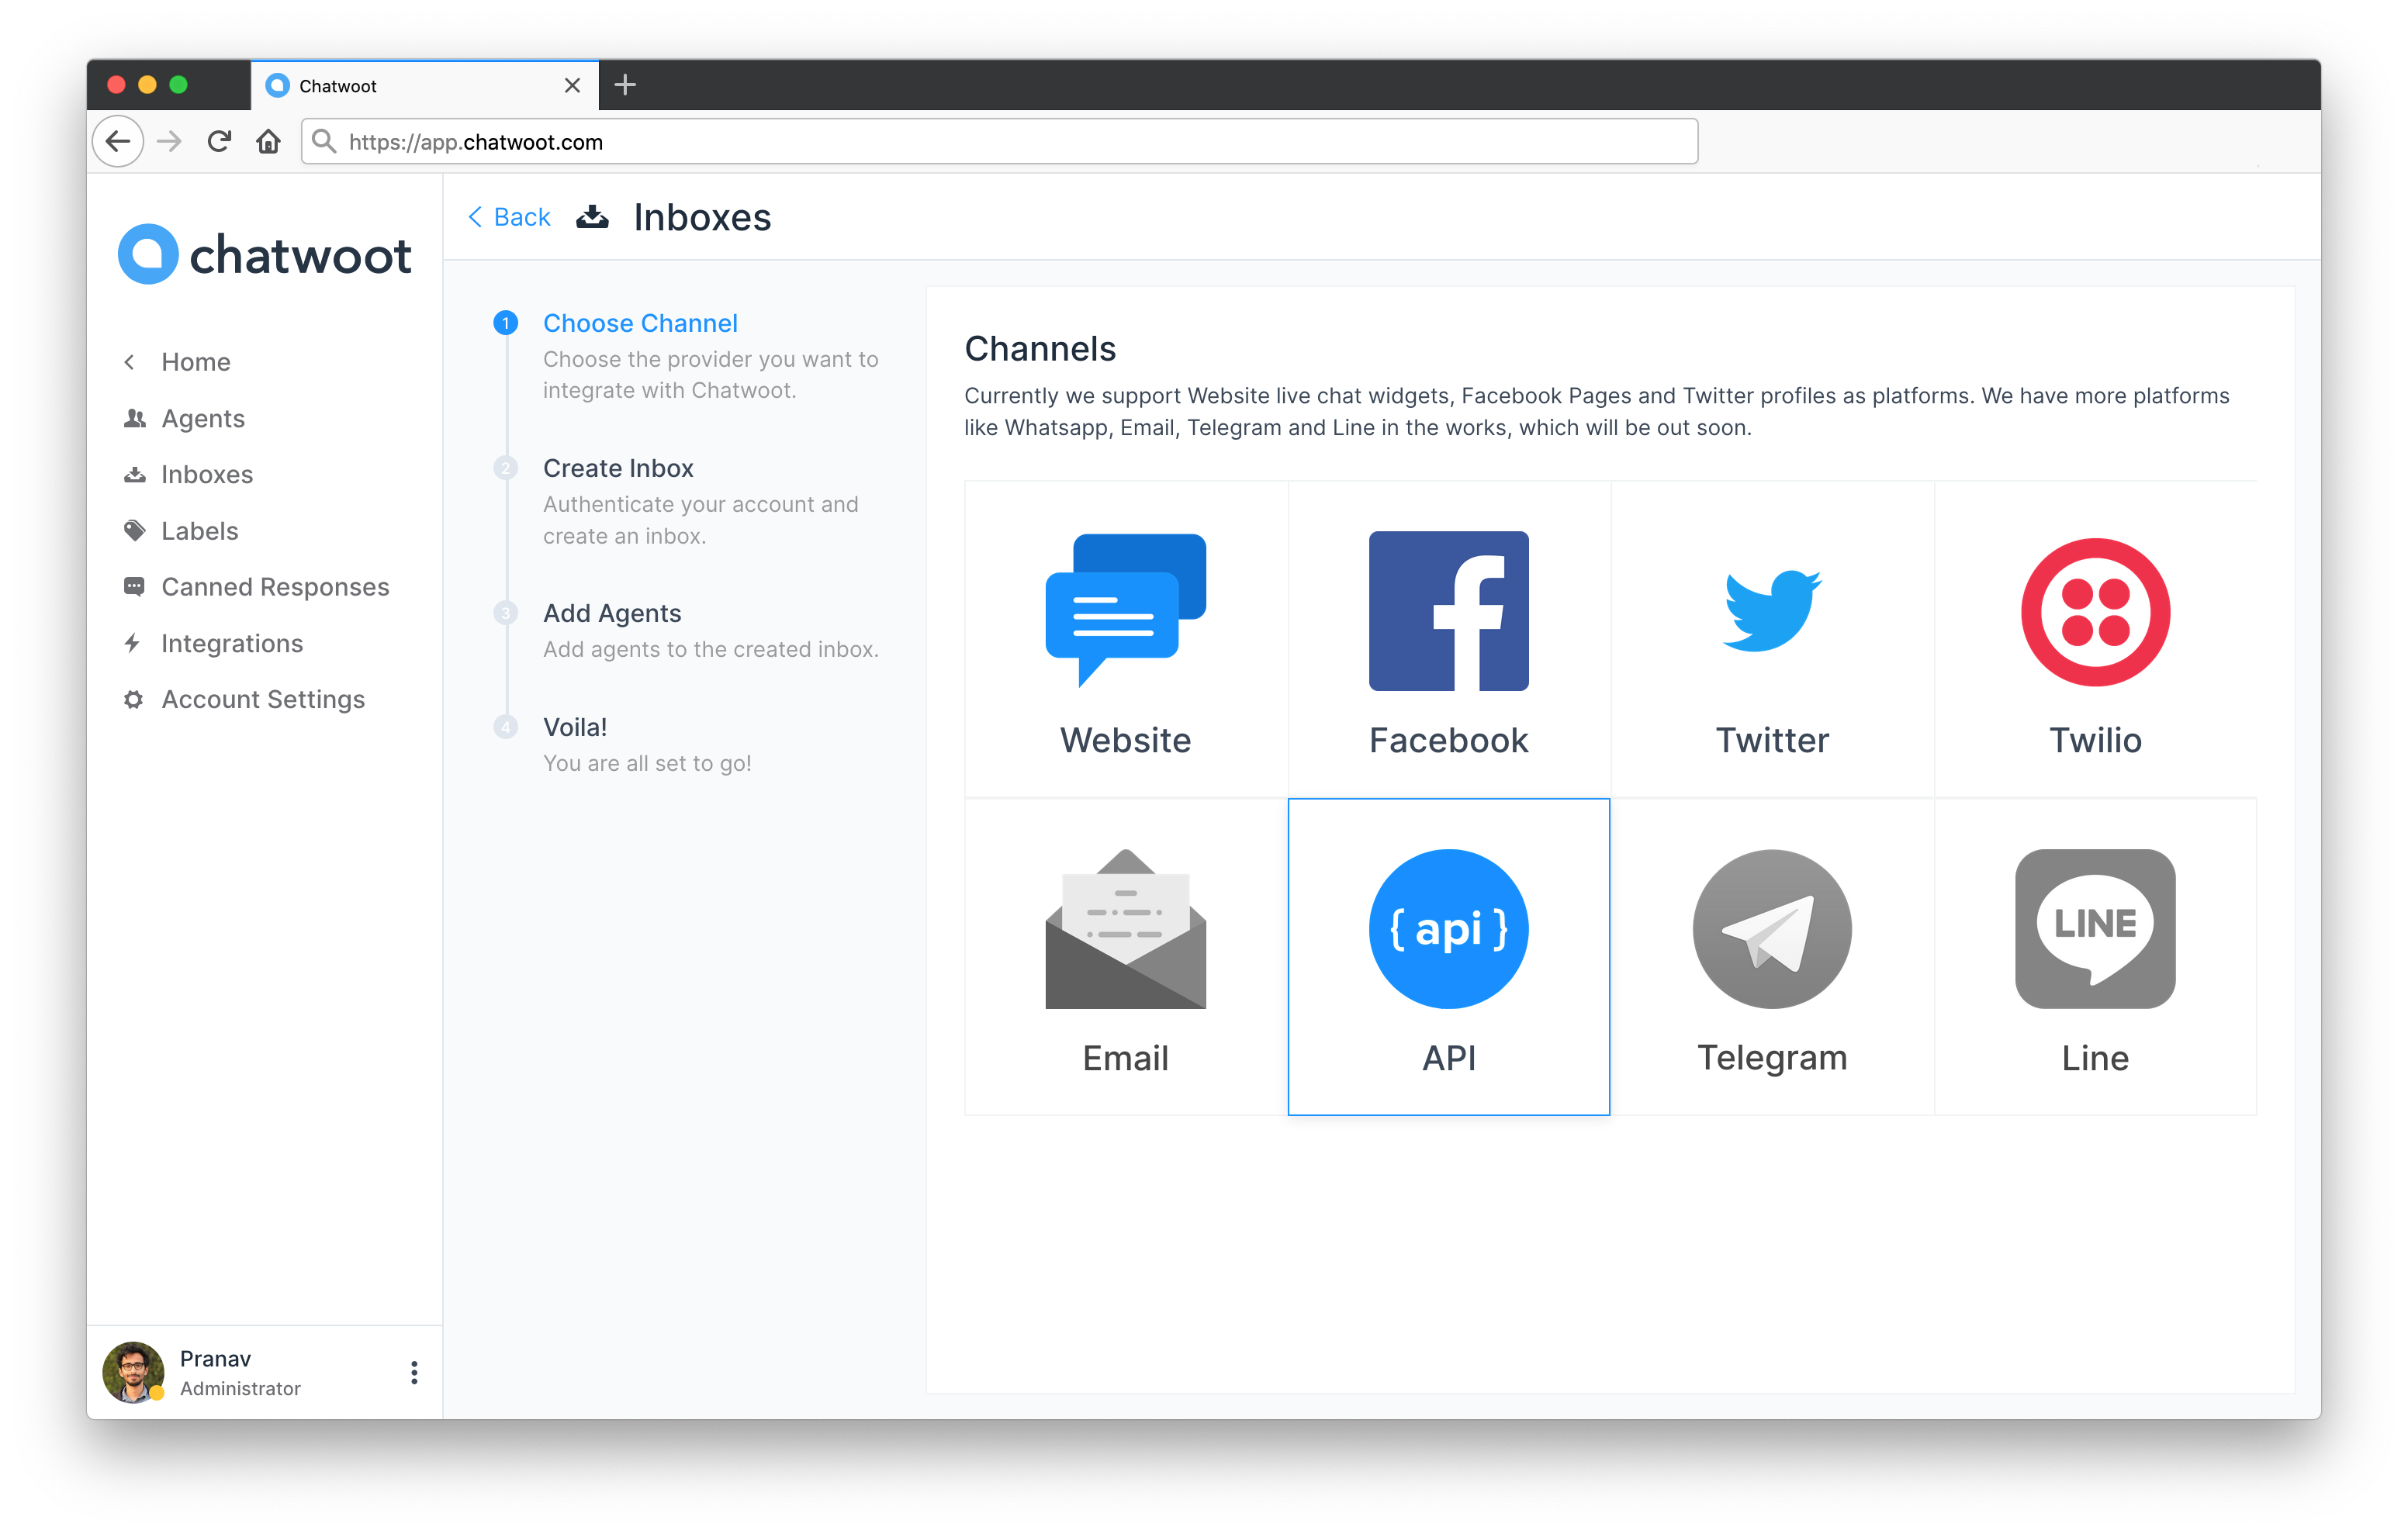 Chatwoot
https://app.chatwoot.com
chatwoot
Home
Agents
Inboxes
Labels
Canned Responses
Integrations
Account Settings
Pranav
Administrator
Back
Inboxes
1
Choose Channel
Choose the provider you want to
integrate with Chatwoot.
2
Create Inbox
Authenticate your account and
create an inbox.
3
Add Agents
Add agents to the created inbox.
4
Voila!
You are all set to go!
Channels
Currently we support Website live chat widgets, Facebook Pages and Twitter profiles as platforms. We have more platforms
like Whatsapp, Email, Telegram and Line in the works, which will be out soon.
Website
Facebook
Twitter
Twilio
{ api }
LINE
Email
API
Telegram
Line